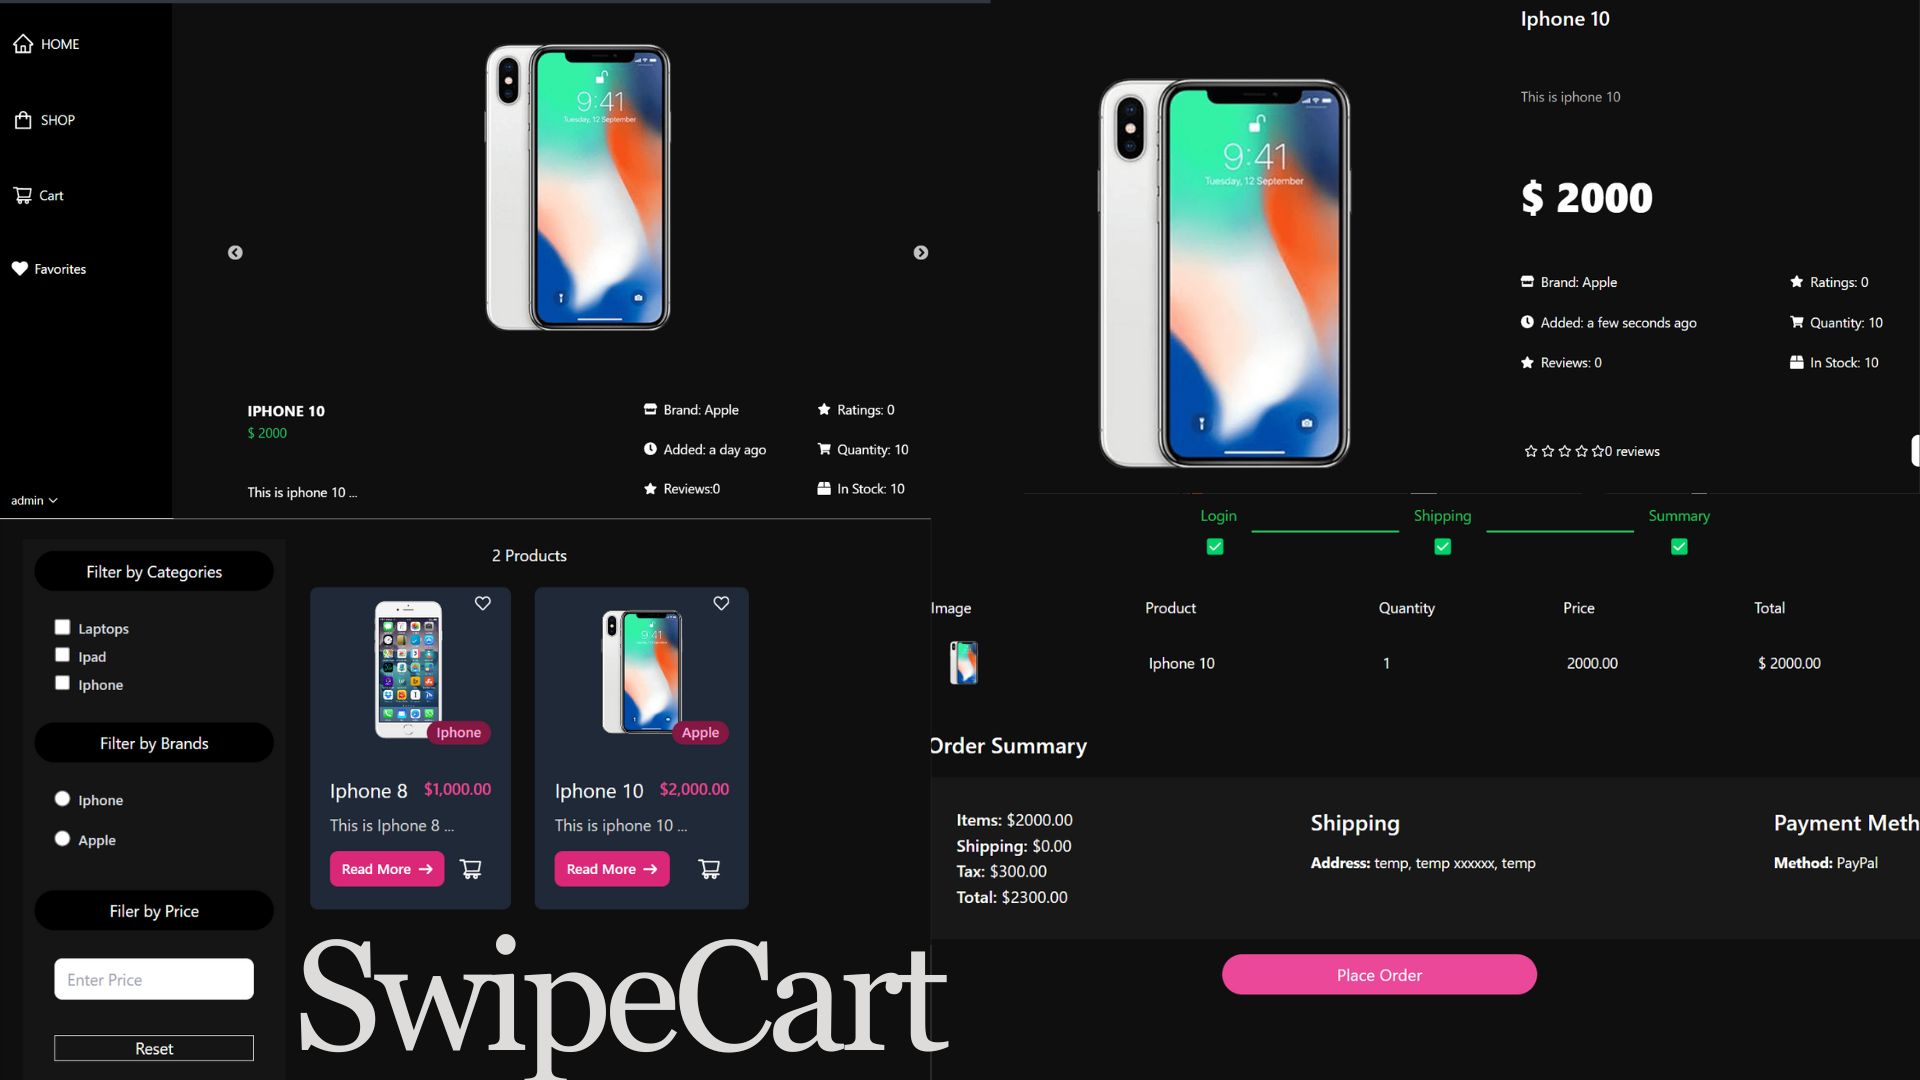 HOME
SHOP
Cart
Favorites
admin
9:41
Tuesday, 12 September
IPHONE 10
$ 2000
This is iphone 10 ...
Brand: Apple
Ratings: 0
Added: a day ago
Quantity: 10
Reviews:0
In Stock: 10
9:41
Tuesday, 12 September
Iphone 10
This is iphone 10
$ 2000
Brand: Apple
Ratings: 0
Added: a few seconds ago
Quantity: 10
Reviews: 0
In Stock: 10
0 reviews
Filter by Categories
Laptops
Ipad
Iphone
Filter by Brands
Iphone
Apple
Filer by Price
Enter Price
Reset
2 Products
Iphone
Iphone 8 $1,000.00
This is Iphone 8 ...
Read More
9:41
Apple
Iphone 10 $2,000.00
This is iphone 10 ...
Read More
SwipeCart
Login Shipping Summary
Image Product Quantity Price Total
Iphone 10 1 2000.00 $ 2000.00
Order Summary
Items: $2000.00
Shipping: $0.00
Tax: $300.00
Total: $2300.00
Shipping
Address: temp, temp xxxxxx, temp
Payment Meth
Method: PayPal
Place Order